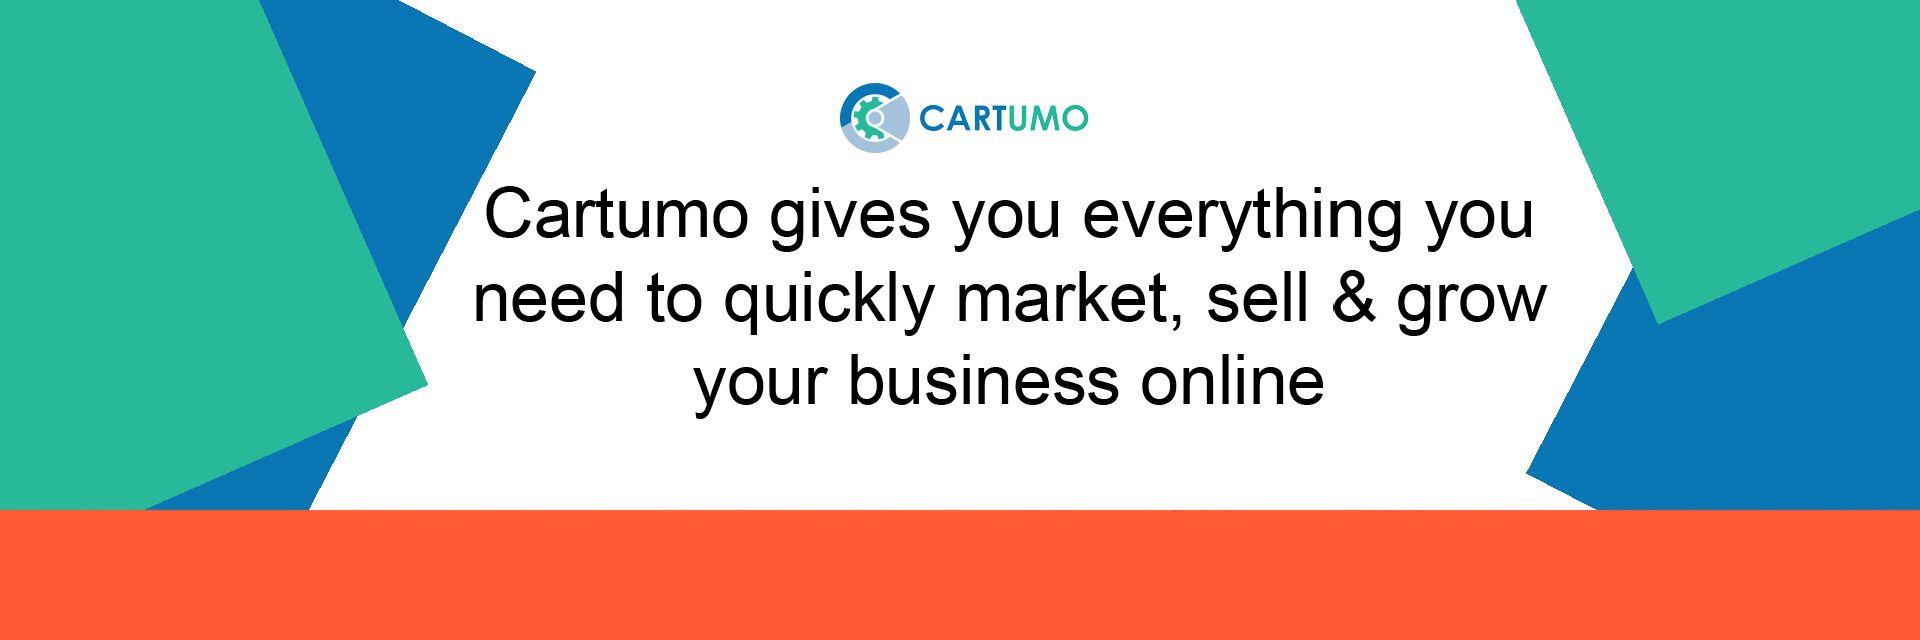 CARTUMO
Cartumo gives you everything you
need to quickly market, sell & grow
your business online